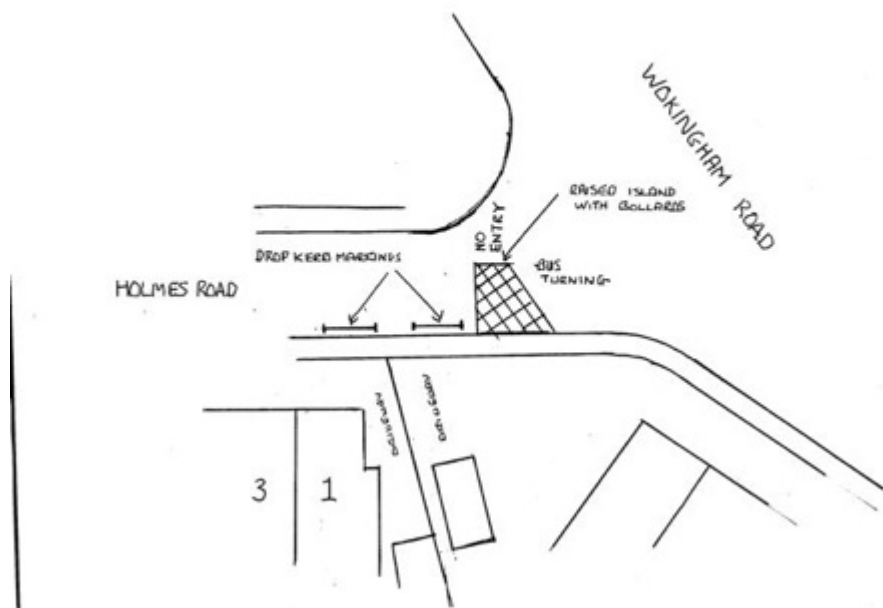 WOKINGHAM ROAD
RAISED ISLAND
WITH BOLLARDS
NO
ENTRY
DROP KERB MARKINGS
BUS
TURNING
HOLMES ROAD
DRIVEWAY
DRIVEWAY
3
1